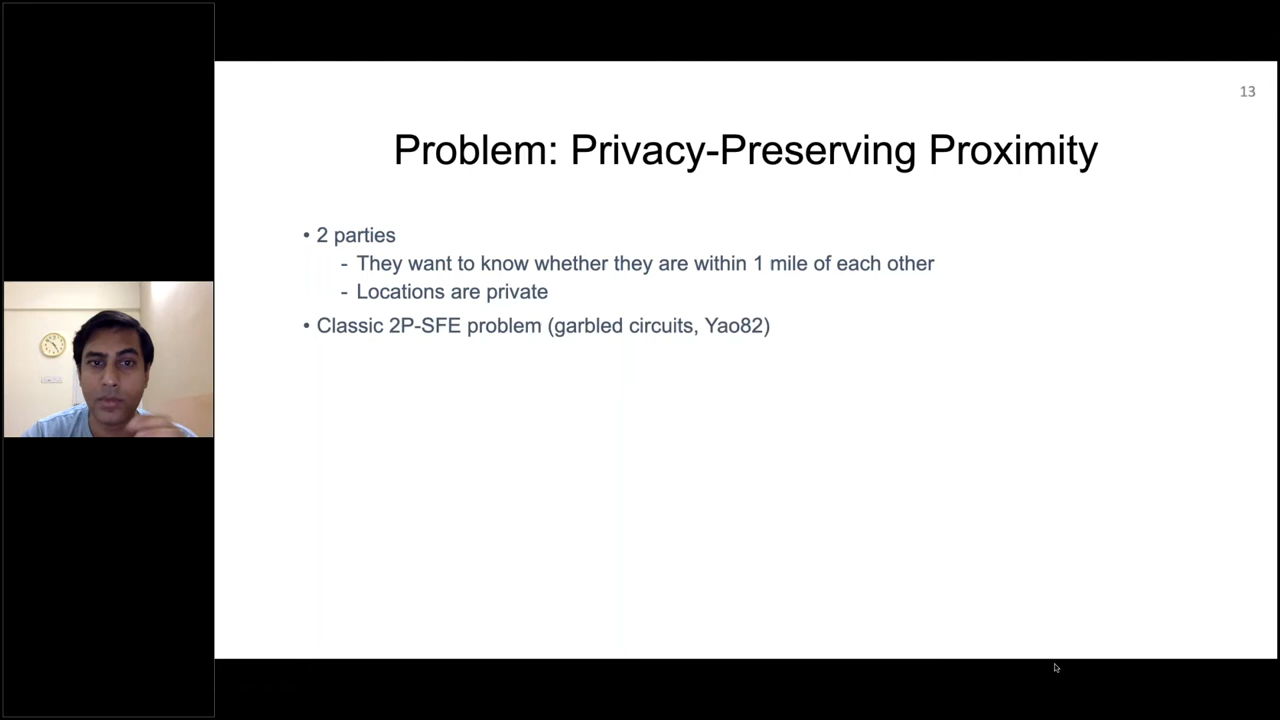 13
Problem: Privacy-Preserving Proximity
• 2 parties
- They want to know whether they are within 1 mile of each other
- Locations are private
• Classic 2P-SFE problem (garbled circuits, Yao82)